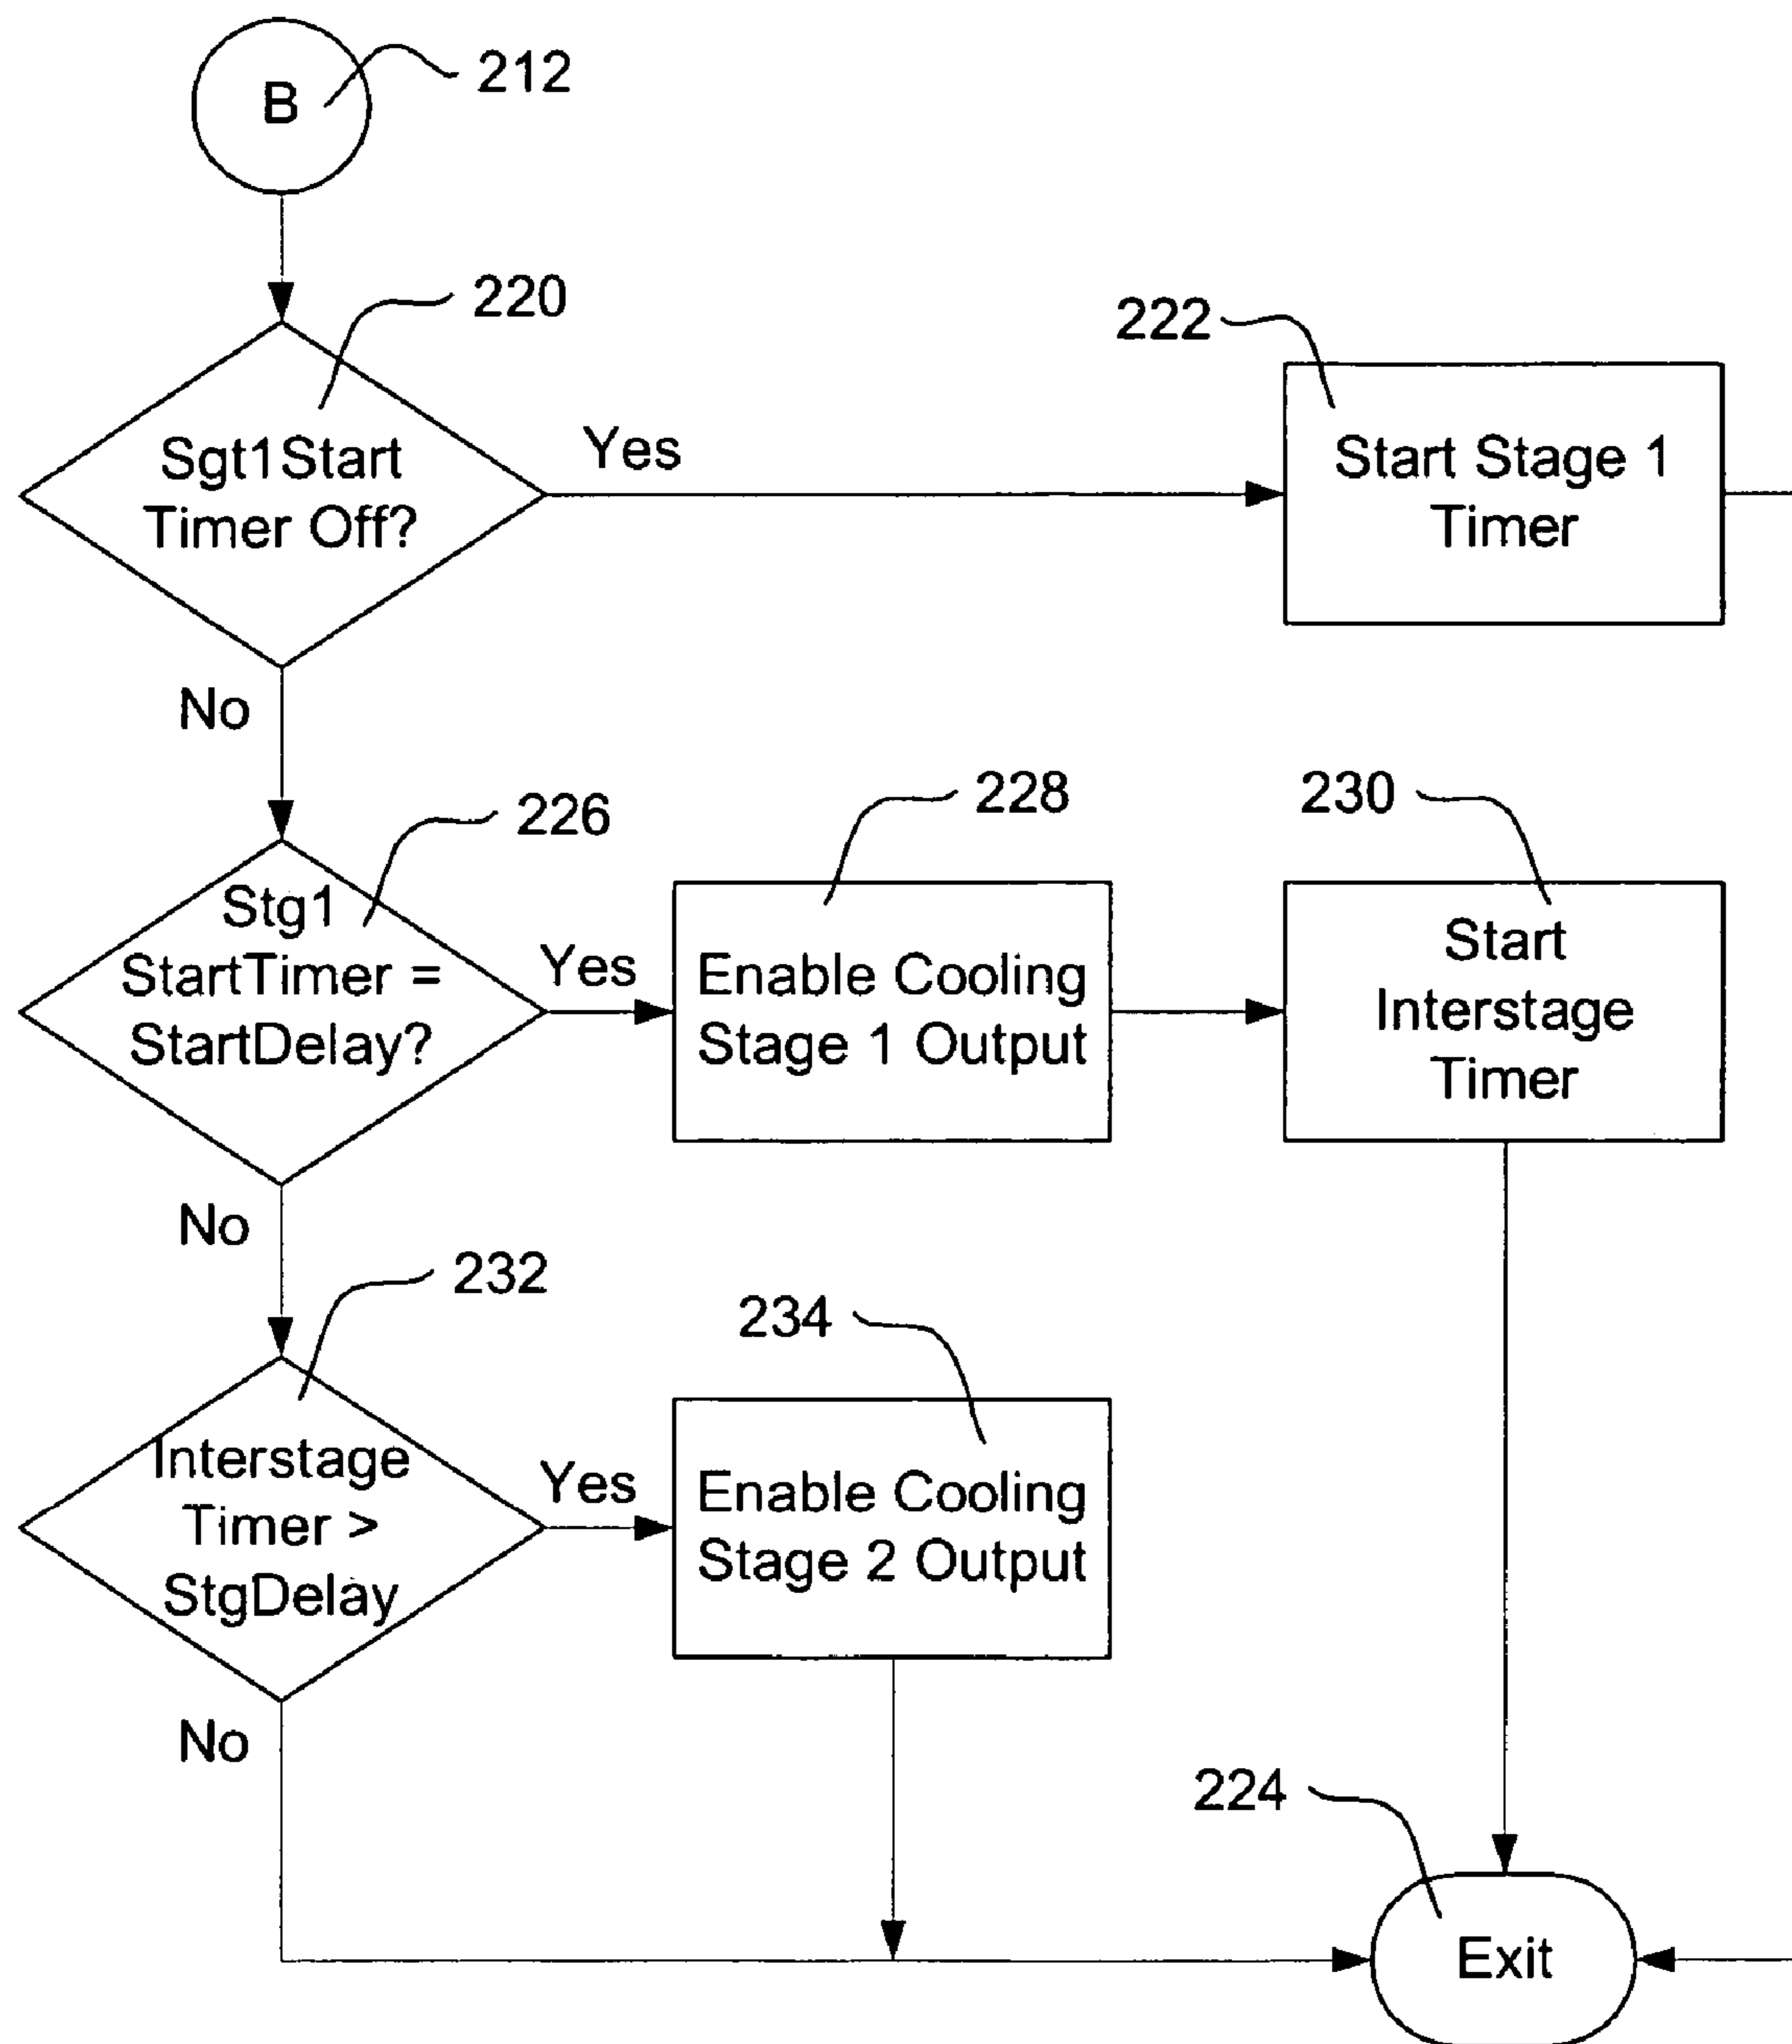 B
212
220
Sgt1Start
Timer Off?
Yes
222
Start Stage 1
Timer
No
226
Stg1
StartTimer =
StartDelay?
Yes
228
Enable Cooling
Stage 1 Output
230
Start
Interstage
Timer
No
232
Interstage
Timer >
StgDelay
Yes
234
Enable Cooling
Stage 2 Output
No
224
Exit